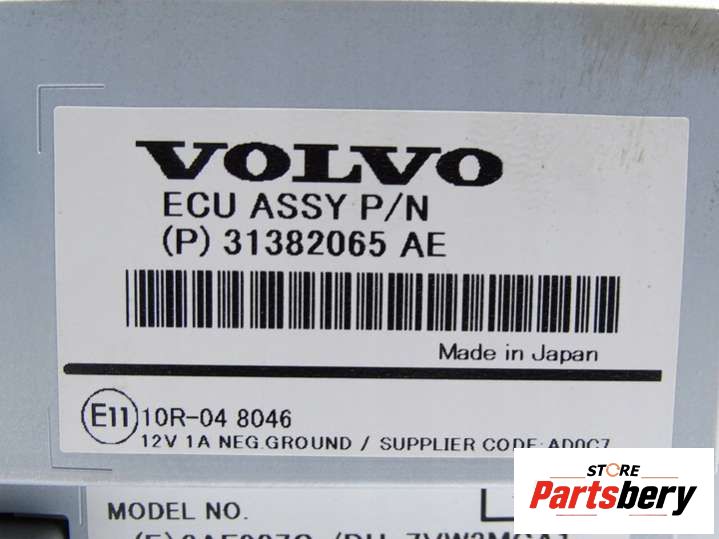 VOLVO
ECU ASSY P/N
(P) 31382065 AE
Made in Japan
E11 10R-04 8046
12V 1A NEG.GROUND / SUPPLIER CODE:AD0C7
MODEL NO.
STORE
Partsbery